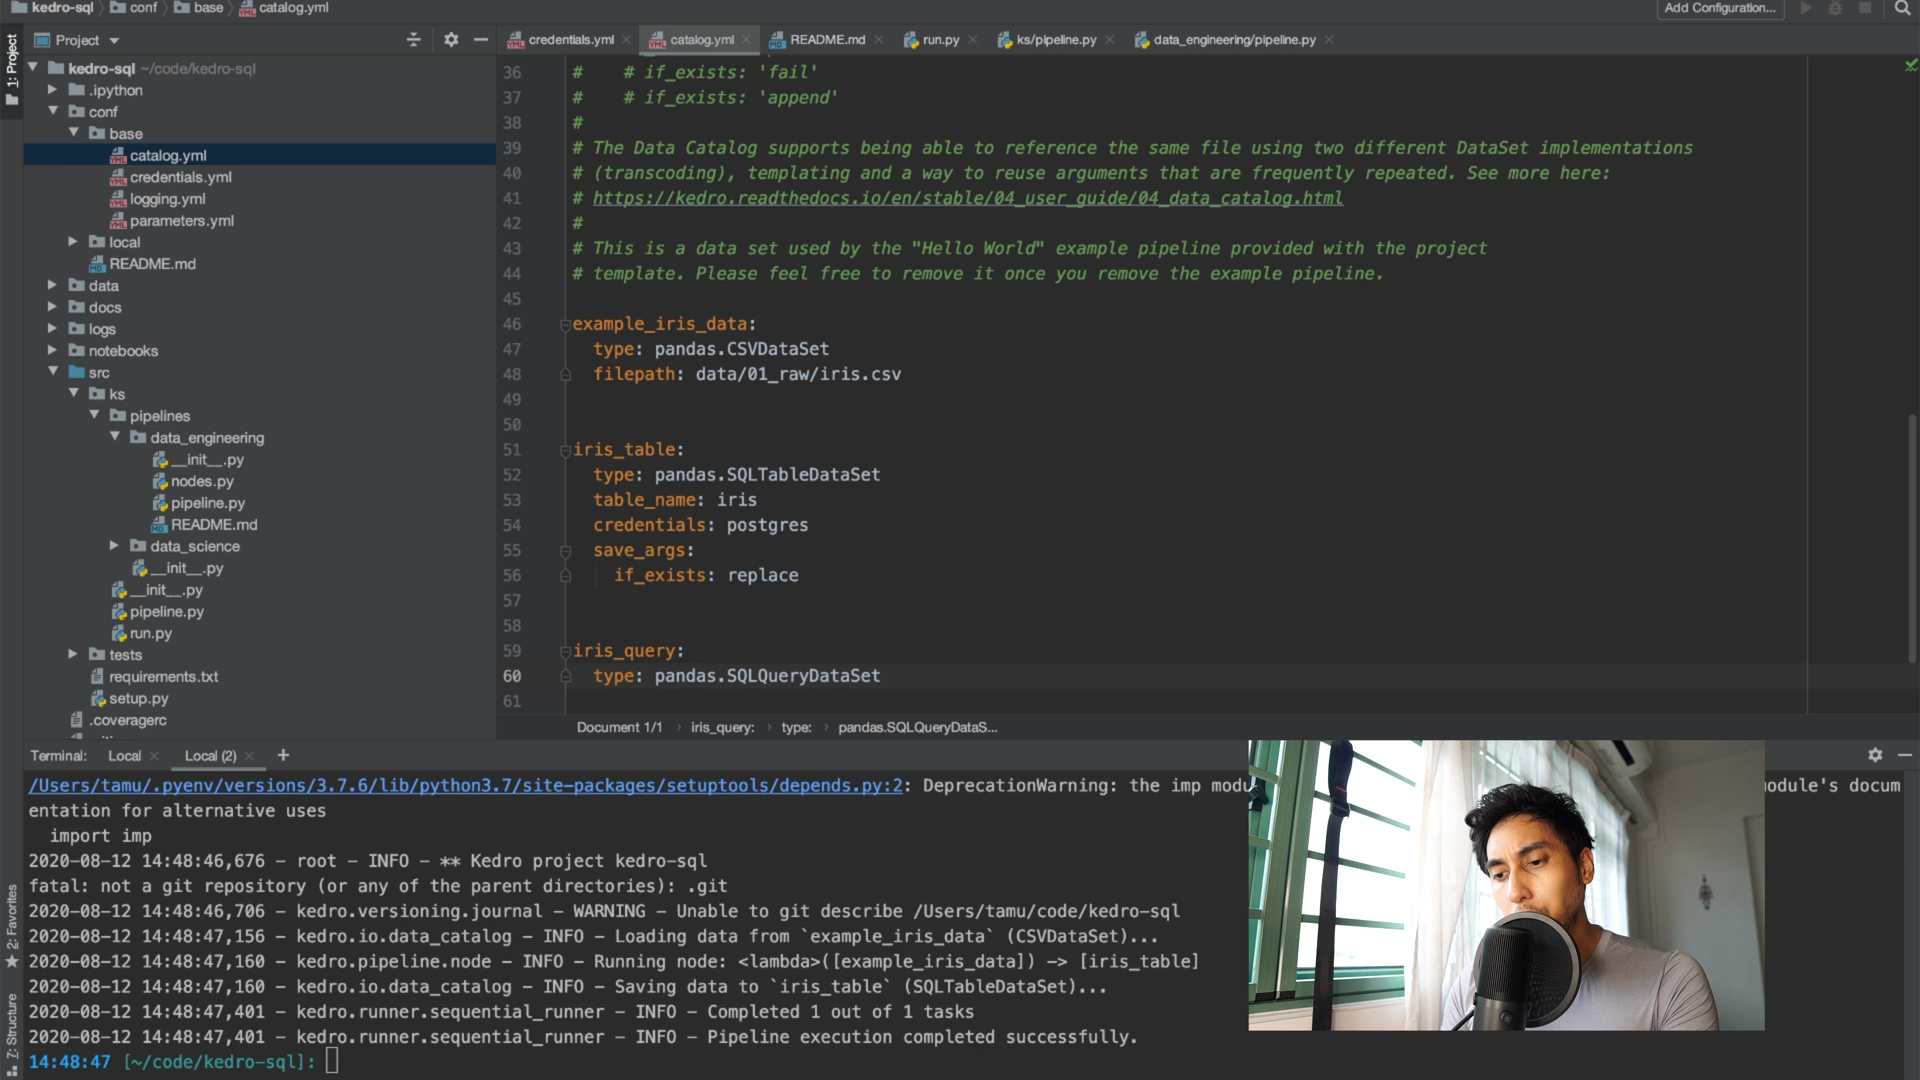 kedro-sql conf base catalog.yml Add Configuration...
1: Project
Project
credentials.yml catalog.yml README.md run.py ks/pipeline.py data_engineering/pipeline.py
kedro-sql ~/code/kedro-sql
.ipython
conf
base
catalog.yml
credentials.yml
logging.yml
parameters.yml
local
README.md
data
docs
logs
notebooks
src
ks
pipelines
data_engineering
__init__.py
nodes.py
pipeline.py
README.md
data_science
__init__.py
__init__.py
pipeline.py
run.py
tests
requirements.txt
setup.py
.coveragerc
36 # # if_exists: 'fail'
37 # # if_exists: 'append'
38 #
39 # The Data Catalog supports being able to reference the same file using two different DataSet implementations
40 # (transcoding), templating and a way to reuse arguments that are frequently repeated. See more here:
41 # https://kedro.readthedocs.io/en/stable/04_user_guide/04_data_catalog.html
42 #
43 # This is a data set used by the "Hello World" example pipeline provided with the project
44 # template. Please feel free to remove it once you remove the example pipeline.
45
46 example_iris_data:
47 type: pandas.CSVDataSet
48 filepath: data/01_raw/iris.csv
49
50
51 iris_table:
52 type: pandas.SQLTableDataSet
53 table_name: iris
54 credentials: postgres
55 save_args:
56 if_exists: replace
57
58
59 iris_query:
60 type: pandas.SQLQueryDataSet
61
Document 1/1 iris_query: type: pandas.SQLQueryDataS...
Terminal: Local Local (2) +
/Users/tamu/.pyenv/versions/3.7.6/lib/python3.7/site-packages/setuptools/depends.py:2: DeprecationWarning: the imp modu odule's docum
entation for alternative uses
import imp
2020-08-12 14:48:46,676 - root - INFO - ** Kedro project kedro-sql
fatal: not a git repository (or any of the parent directories): .git
2020-08-12 14:48:46,706 - kedro.versioning.journal - WARNING - Unable to git describe /Users/tamu/code/kedro-sql
2020-08-12 14:48:47,156 - kedro.io.data_catalog - INFO - Loading data from `example_iris_data` (CSVDataSet)...
2020-08-12 14:48:47,160 - kedro.pipeline.node - INFO - Running node: <lambda>([example_iris_data]) -> [iris_table]
2020-08-12 14:48:47,160 - kedro.io.data_catalog - INFO - Saving data to `iris_table` (SQLTableDataSet)...
2020-08-12 14:48:47,401 - kedro.runner.sequential_runner - INFO - Completed 1 out of 1 tasks
2020-08-12 14:48:47,401 - kedro.runner.sequential_runner - INFO - Pipeline execution completed successfully.
14:48:47 [~/code/kedro-sql]:
2: Favorites
7: Structure